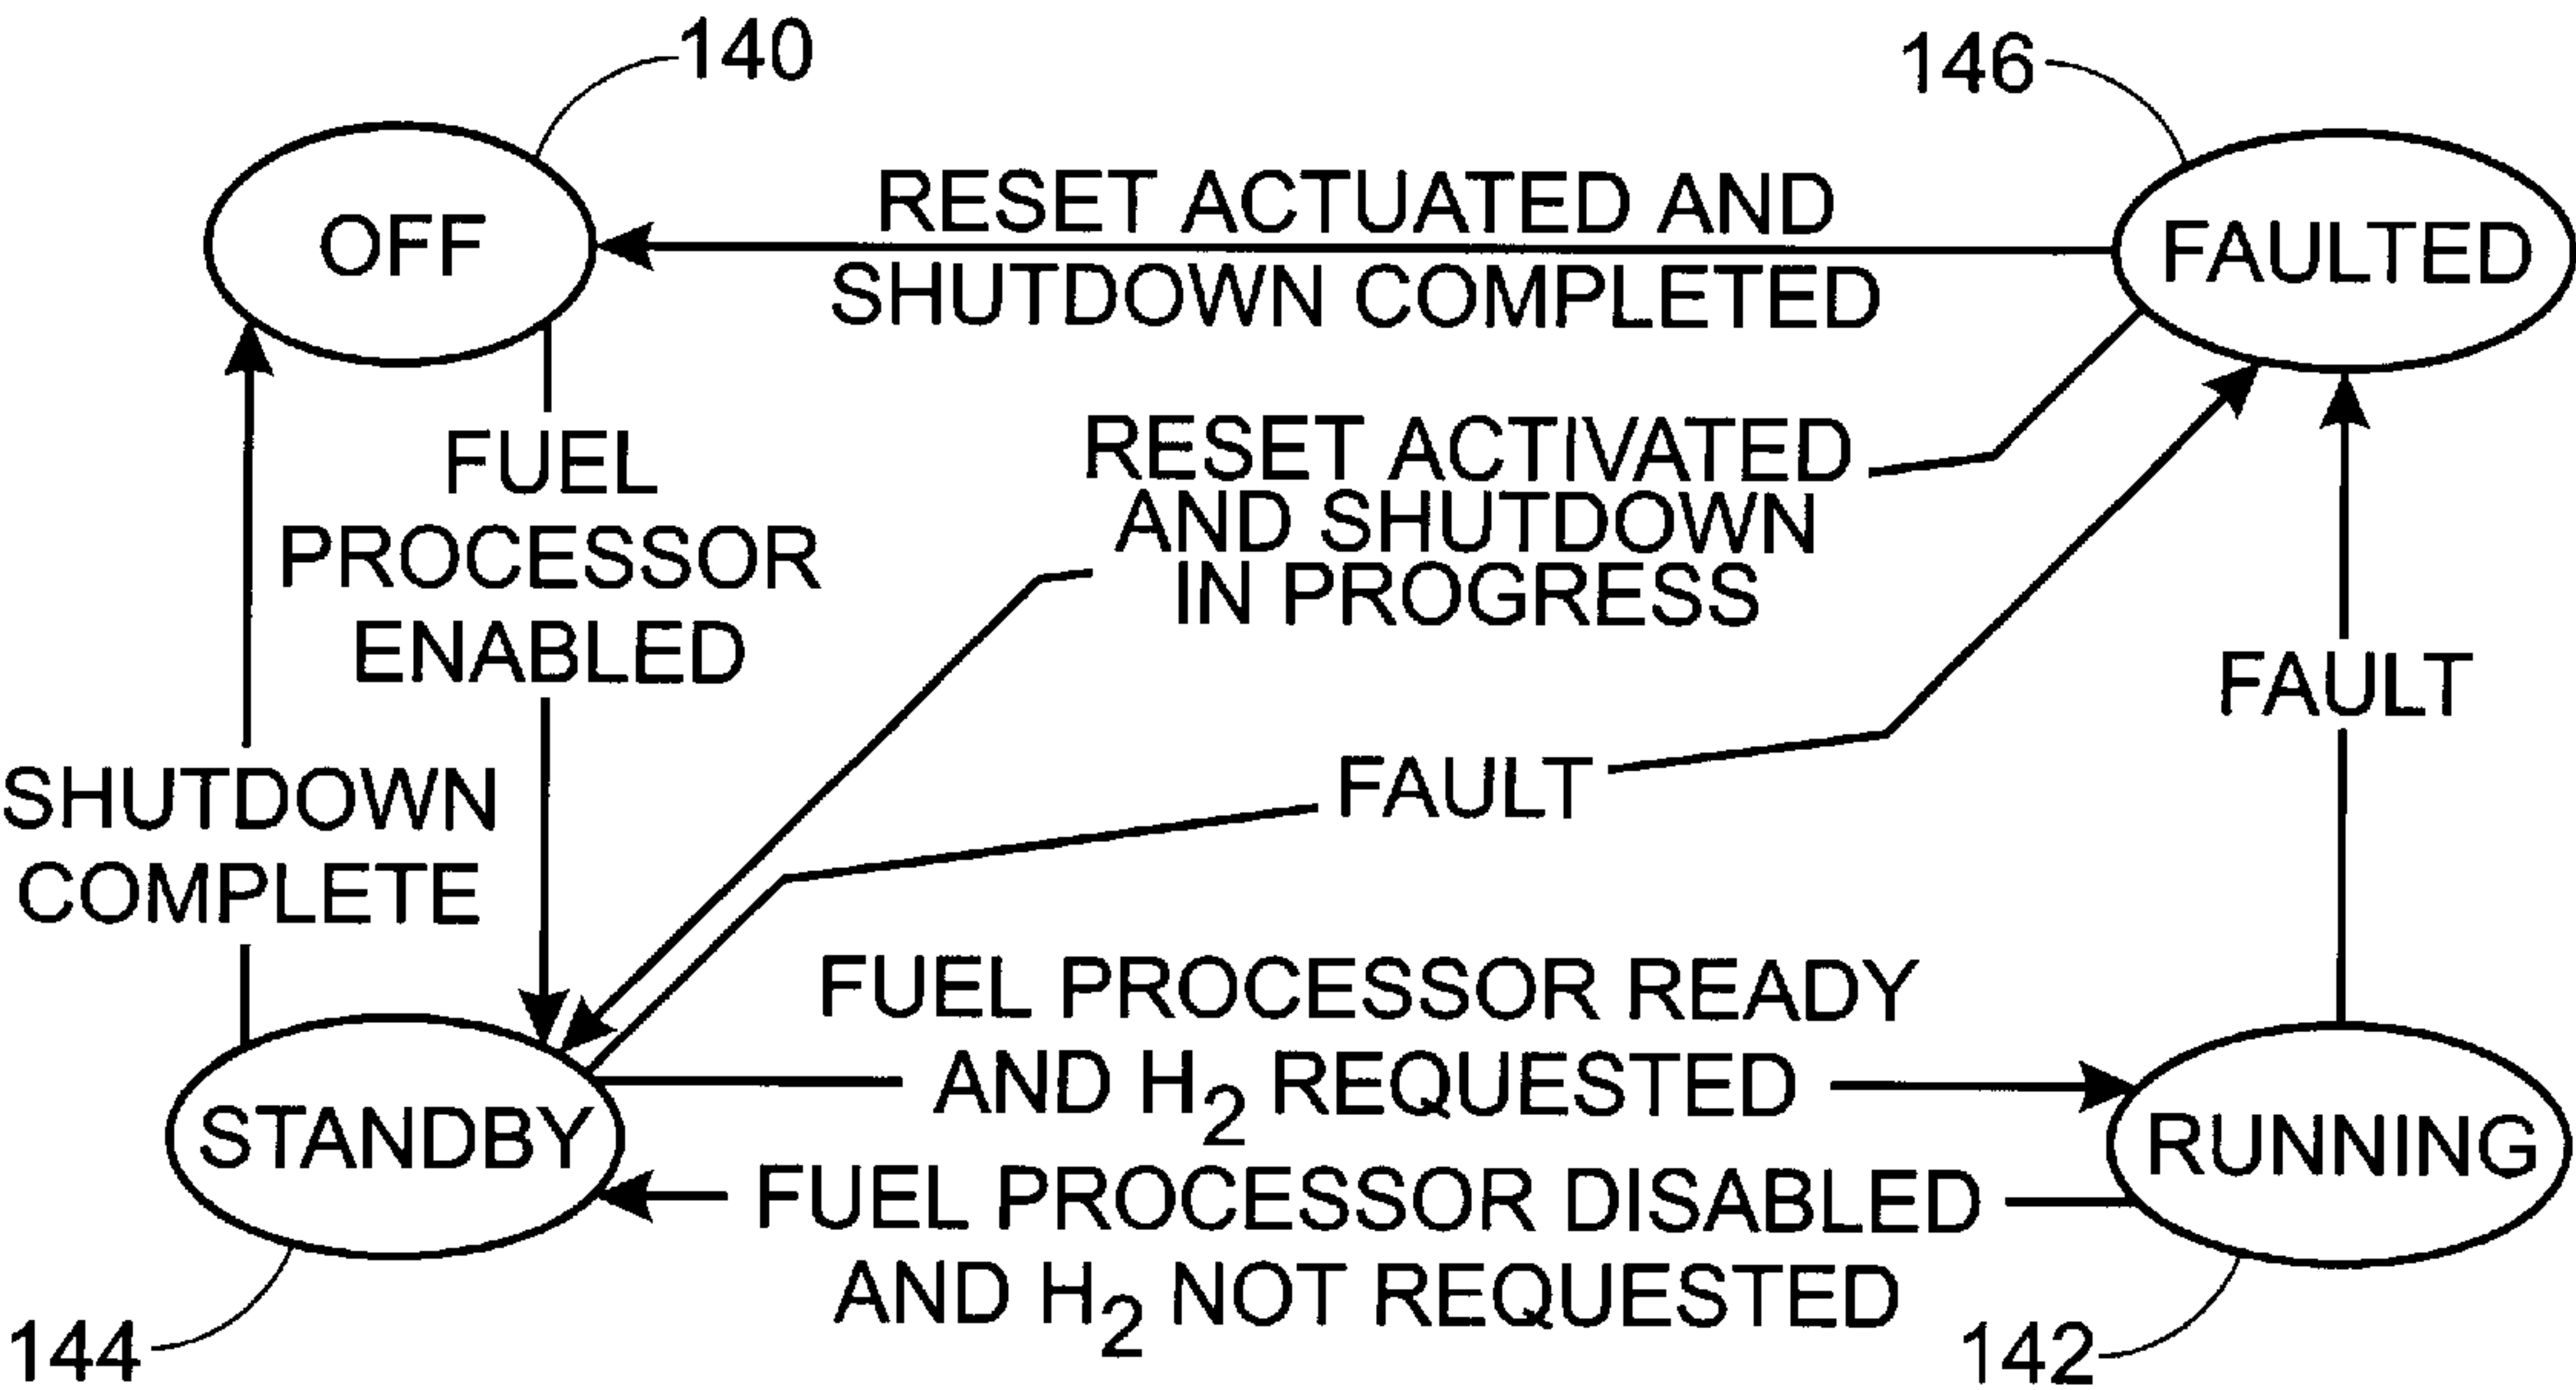 140
146
OFF
RESET ACTUATED AND
SHUTDOWN COMPLETED
FAULTED
FUEL
PROCESSOR
ENABLED
RESET ACTIVATED
AND SHUTDOWN
IN PROGRESS
SHUTDOWN
COMPLETE
FAULT
FAULT
FUEL PROCESSOR READY
AND H₂ REQUESTED
STANDBY
RUNNING
FUEL PROCESSOR DISABLED
AND H₂ NOT REQUESTED
144
142